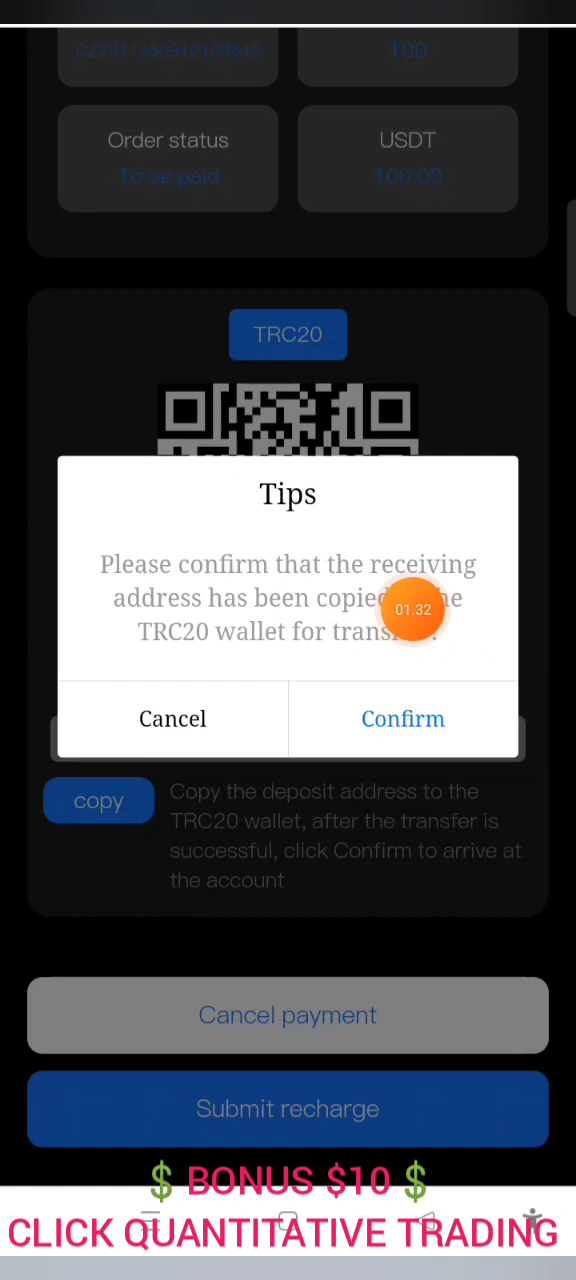 100
Order status
USDT
To be paid
100.00
TRC20
Tips
Please confirm that the receiving
address has been copied
TRC20 wallet for
01.32
Cancel
Confirm
copy
Copy the deposit address to the
TRC20 wallet, after the transfer is
successful, click Confirm to arrive at
the account
Cancel payment
Submit recharge
💲 BONUS $10 💲
CLICK QUANTITATIVE TRADING